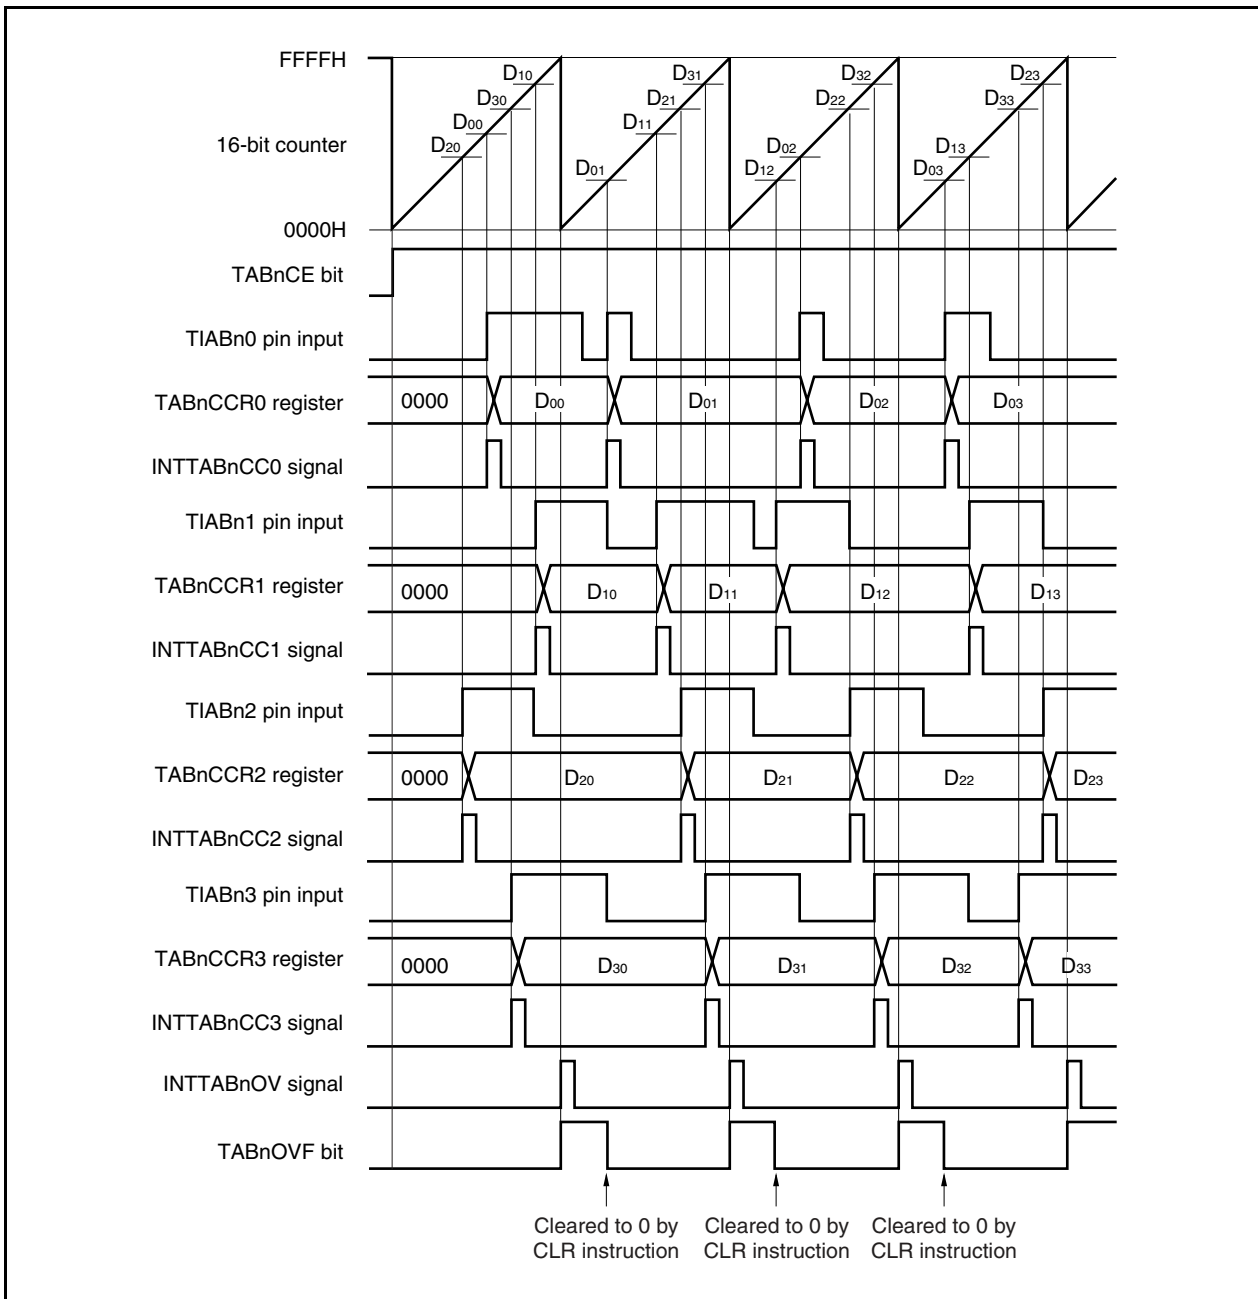 FFFFH
D10
D31
D32
D23
D30
D21
D22
D33
D00
D11
16-bit counter
D20
D02
D13
D01
D12
D03
0000H
TABnCE bit
TIABn0 pin input
TABnCCR0 register
0000
D00
D01
D02
D03
INTTABnCC0 signal
TIABn1 pin input
TABnCCR1 register
0000
D10
D11
D12
D13
INTTABnCC1 signal
TIABn2 pin input
TABnCCR2 register
0000
D20
D21
D22
D23
INTTABnCC2 signal
TIABn3 pin input
TABnCCR3 register
0000
D30
D31
D32
D33
INTTABnCC3 signal
INTTABnOV signal
TABnOVF bit
Cleared to 0 by
CLR instruction
Cleared to 0 by
CLR instruction
Cleared to 0 by
CLR instruction